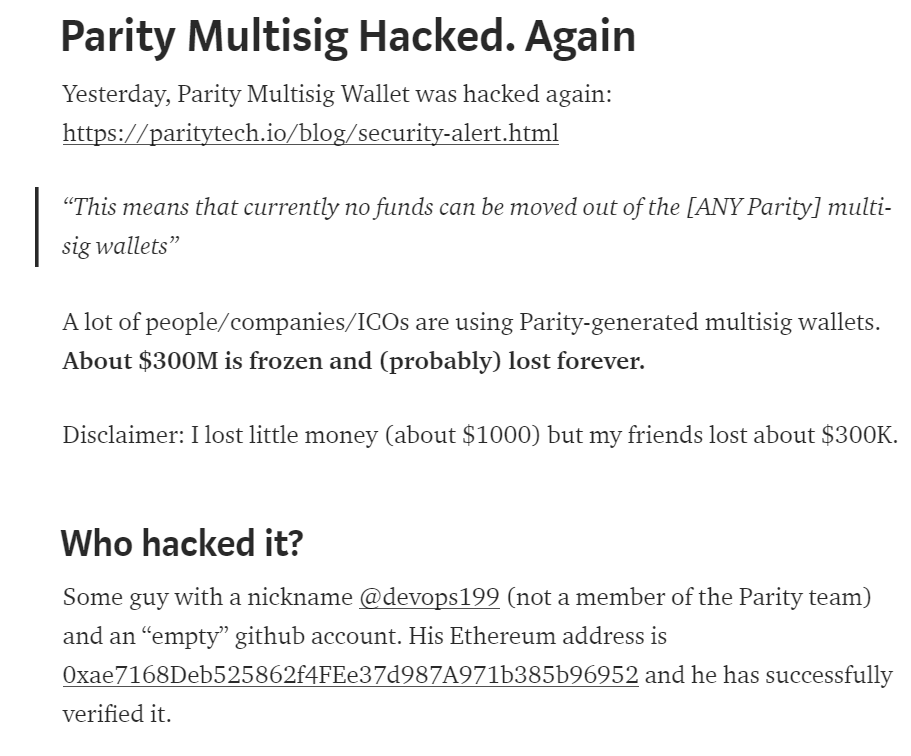 Parity Multisig Hacked. Again
Yesterday, Parity Multisig Wallet was hacked again:
https://paritytech.io/blog/security-alert.html
“This means that currently no funds can be moved out of the [ANY Parity] multi-
sig wallets”
A lot of people/companies/ICOs are using Parity-generated multisig wallets.
About $300M is frozen and (probably) lost forever.
Disclaimer: I lost little money (about $1000) but my friends lost about $300K.
Who hacked it?
Some guy with a nickname @devops199 (not a member of the Parity team)
and an “empty” github account. His Ethereum address is
0xae7168Deb525862f4FEe37d987A971b385b96952 and he has successfully
verified it.